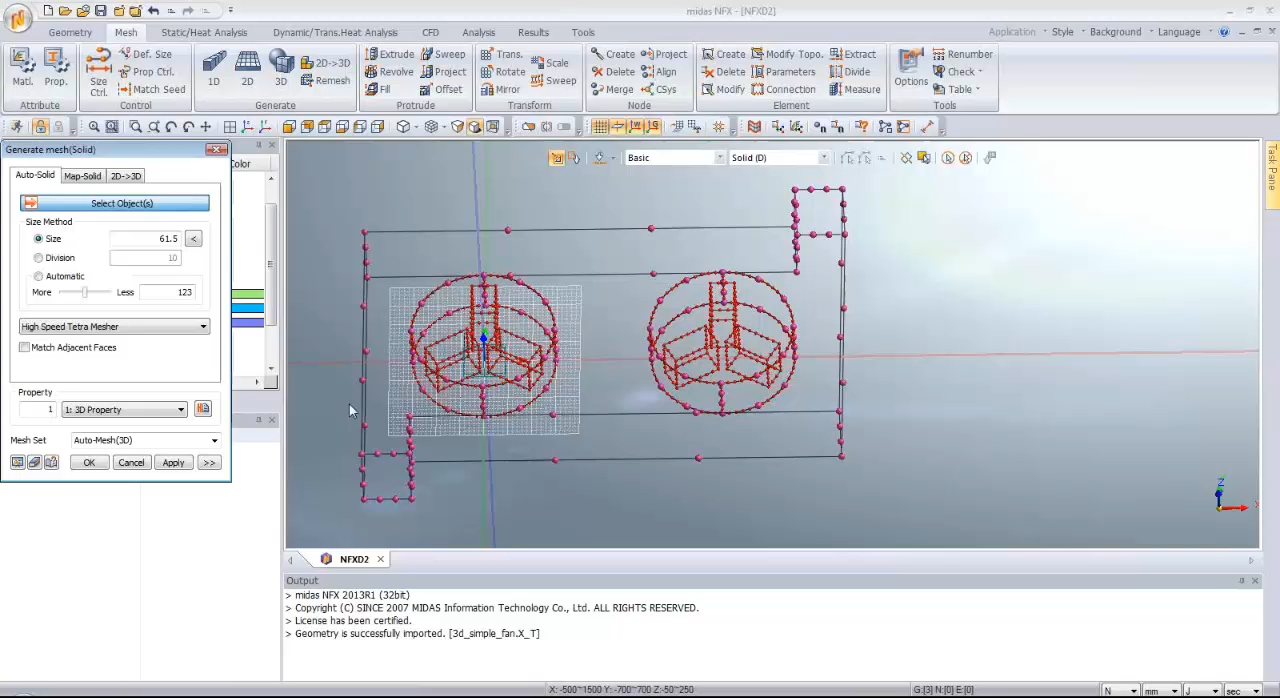 midas NFX - [NFXD2]
Geometry Mesh Static/Heat Analysis Dynamic/Trans.Heat Analysis CFD Analysis Results Tools Application Style Background Language
Matl. Prop. Size Ctrl. Def. Size Prop Ctrl. Match Seed 1D 2D 3D 2D->3D Remesh Extrude Revolve Fill Sweep Project Offset Trans. Rotate Mirror Scale Sweep Create Delete Merge Project Align CSys Create Delete Modify Modify Topo. Parameters Connection Extract Divide Measure Options Renumber Check Table
Attribute Control Generate Protrude Transform Node Element Tools
Generate mesh(Solid)
Color
Basic Solid (D)
Task Pane
Auto-Solid Map-Solid 2D->3D
Select Object(s)
Size Method
Size 61.5 <
Division 10
Automatic
More Less 123
High Speed Tetra Mesher
Match Adjacent Faces
Property
1 1: 3D Property
Mesh Set Auto-Mesh(3D)
OK Cancel Apply >>
Z
X
NFXD2
Output
> midas NFX 2013R1 (32bit)
> Copyright (C) SINCE 2007 MIDAS Information Technology Co., Ltd. ALL RIGHTS RESERVED.
> License has been certified.
> Geometry is successfully imported. [3d_simple_fan.X_T]
X: -500~1500 Y: -700~700 Z:-50~250 G:[3] N:[0] E:[0] N mm J sec